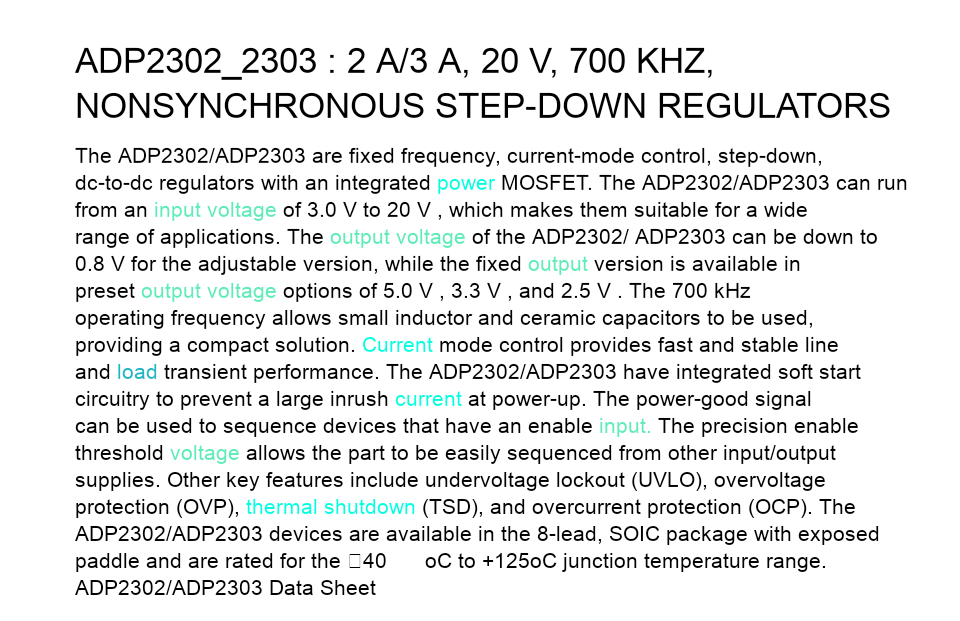 ADP2302_2303 : 2 A/3 A, 20 V, 700 KHZ,
NONSYNCHRONOUS STEP-DOWN REGULATORS
The ADP2302/ADP2303 are fixed frequency, current-mode control, step-down,
dc-to-dc regulators with an integrated power MOSFET. The ADP2302/ADP2303 can run
from an input voltage of 3.0 V to 20 V , which makes them suitable for a wide
range of applications. The output voltage of the ADP2302/ ADP2303 can be down to
0.8 V for the adjustable version, while the fixed output version is available in
preset output voltage options of 5.0 V , 3.3 V , and 2.5 V . The 700 kHz
operating frequency allows small inductor and ceramic capacitors to be used,
providing a compact solution. Current mode control provides fast and stable line
and load transient performance. The ADP2302/ADP2303 have integrated soft start
circuitry to prevent a large inrush current at power-up. The power-good signal
can be used to sequence devices that have an enable input. The precision enable
threshold voltage allows the part to be easily sequenced from other input/output
supplies. Other key features include undervoltage lockout (UVLO), overvoltage
protection (OVP), thermal shutdown (TSD), and overcurrent protection (OCP). The
ADP2302/ADP2303 devices are available in the 8-lead, SOIC package with exposed
paddle and are rated for the □40 oC to +125oC junction temperature range.
ADP2302/ADP2303 Data Sheet